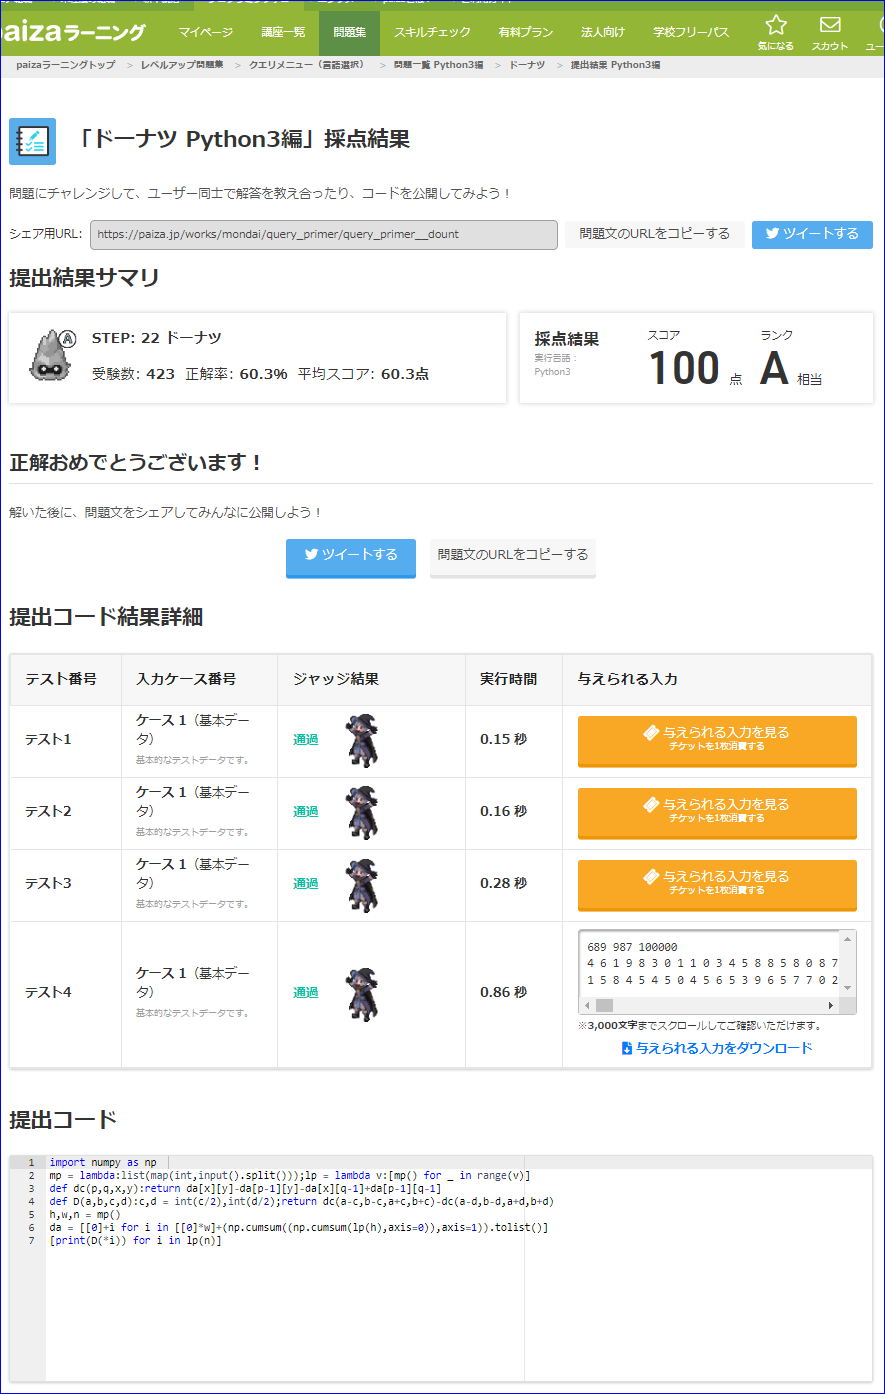 paizaラーニング
マイページ 講座一覧 問題集 スキルチェック 有料プラン 法人向け 学校フリーパス 気になる スカウト ユー
paizaラーニングトップ > レベルアップ問題集 > クエリメニュー（言語選択） > 問題一覧 Python3編 > ドーナツ > 提出結果 Python3編
「ドーナツ Python3編」採点結果
問題にチャレンジして、ユーザー同士で解答を教え合ったり、コードを公開してみよう！
シェア用URL: https://paiza.jp/works/mondai/query_primer/query_primer__dount 問題文のURLをコピーする ツイートする
提出結果サマリ
A
STEP: 22 ドーナツ
受験数: 423 正解率: 60.3% 平均スコア: 60.3点
採点結果
実行言語：
Python3
スコア
100 点
ランク
A 相当
正解おめでとうございます！
解いた後に、問題文をシェアしてみんなに公開しよう！
ツイートする 問題文のURLをコピーする
提出コード結果詳細
テスト番号 入力ケース番号 ジャッジ結果 実行時間 与えられる入力
テスト1
ケース 1（基本デー
タ）
基本的なテストデータです。
通過
0.15 秒
与えられる入力を見る
チケットを1枚消費する
テスト2
ケース 1（基本デー
タ）
基本的なテストデータです。
通過
0.16 秒
与えられる入力を見る
チケットを1枚消費する
テスト3
ケース 1（基本デー
タ）
基本的なテストデータです。
通過
0.28 秒
与えられる入力を見る
チケットを1枚消費する
テスト4
ケース 1（基本デー
タ）
基本的なテストデータです。
通過
0.86 秒
689 987 100000
4 6 1 9 8 3 0 1 1 0 3 4 5 8 8 5 8 0 8 7
1 5 8 4 5 4 5 0 4 5 6 5 3 9 6 5 7 7 0 2
※3,000文字までスクロールしてご確認いただけます。
与えられる入力をダウンロード
提出コード
1 import numpy as np
2 mp = lambda:list(map(int,input().split()));lp = lambda v:[mp() for _ in range(v)]
3 def dc(p,q,x,y):return da[x][y]-da[p-1][y]-da[x][q-1]+da[p-1][q-1]
4 def D(a,b,c,d):c,d = int(c/2),int(d/2);return dc(a-c,b-c,a+c,b+c)-dc(a-d,b-d,a+d,b+d)
5 h,w,n = mp()
6 da = [[0]+i for i in [[0]*w]+(np.cumsum((np.cumsum(lp(h),axis=0)),axis=1)).tolist()]
7 [print(D(*i)) for i in lp(n)]